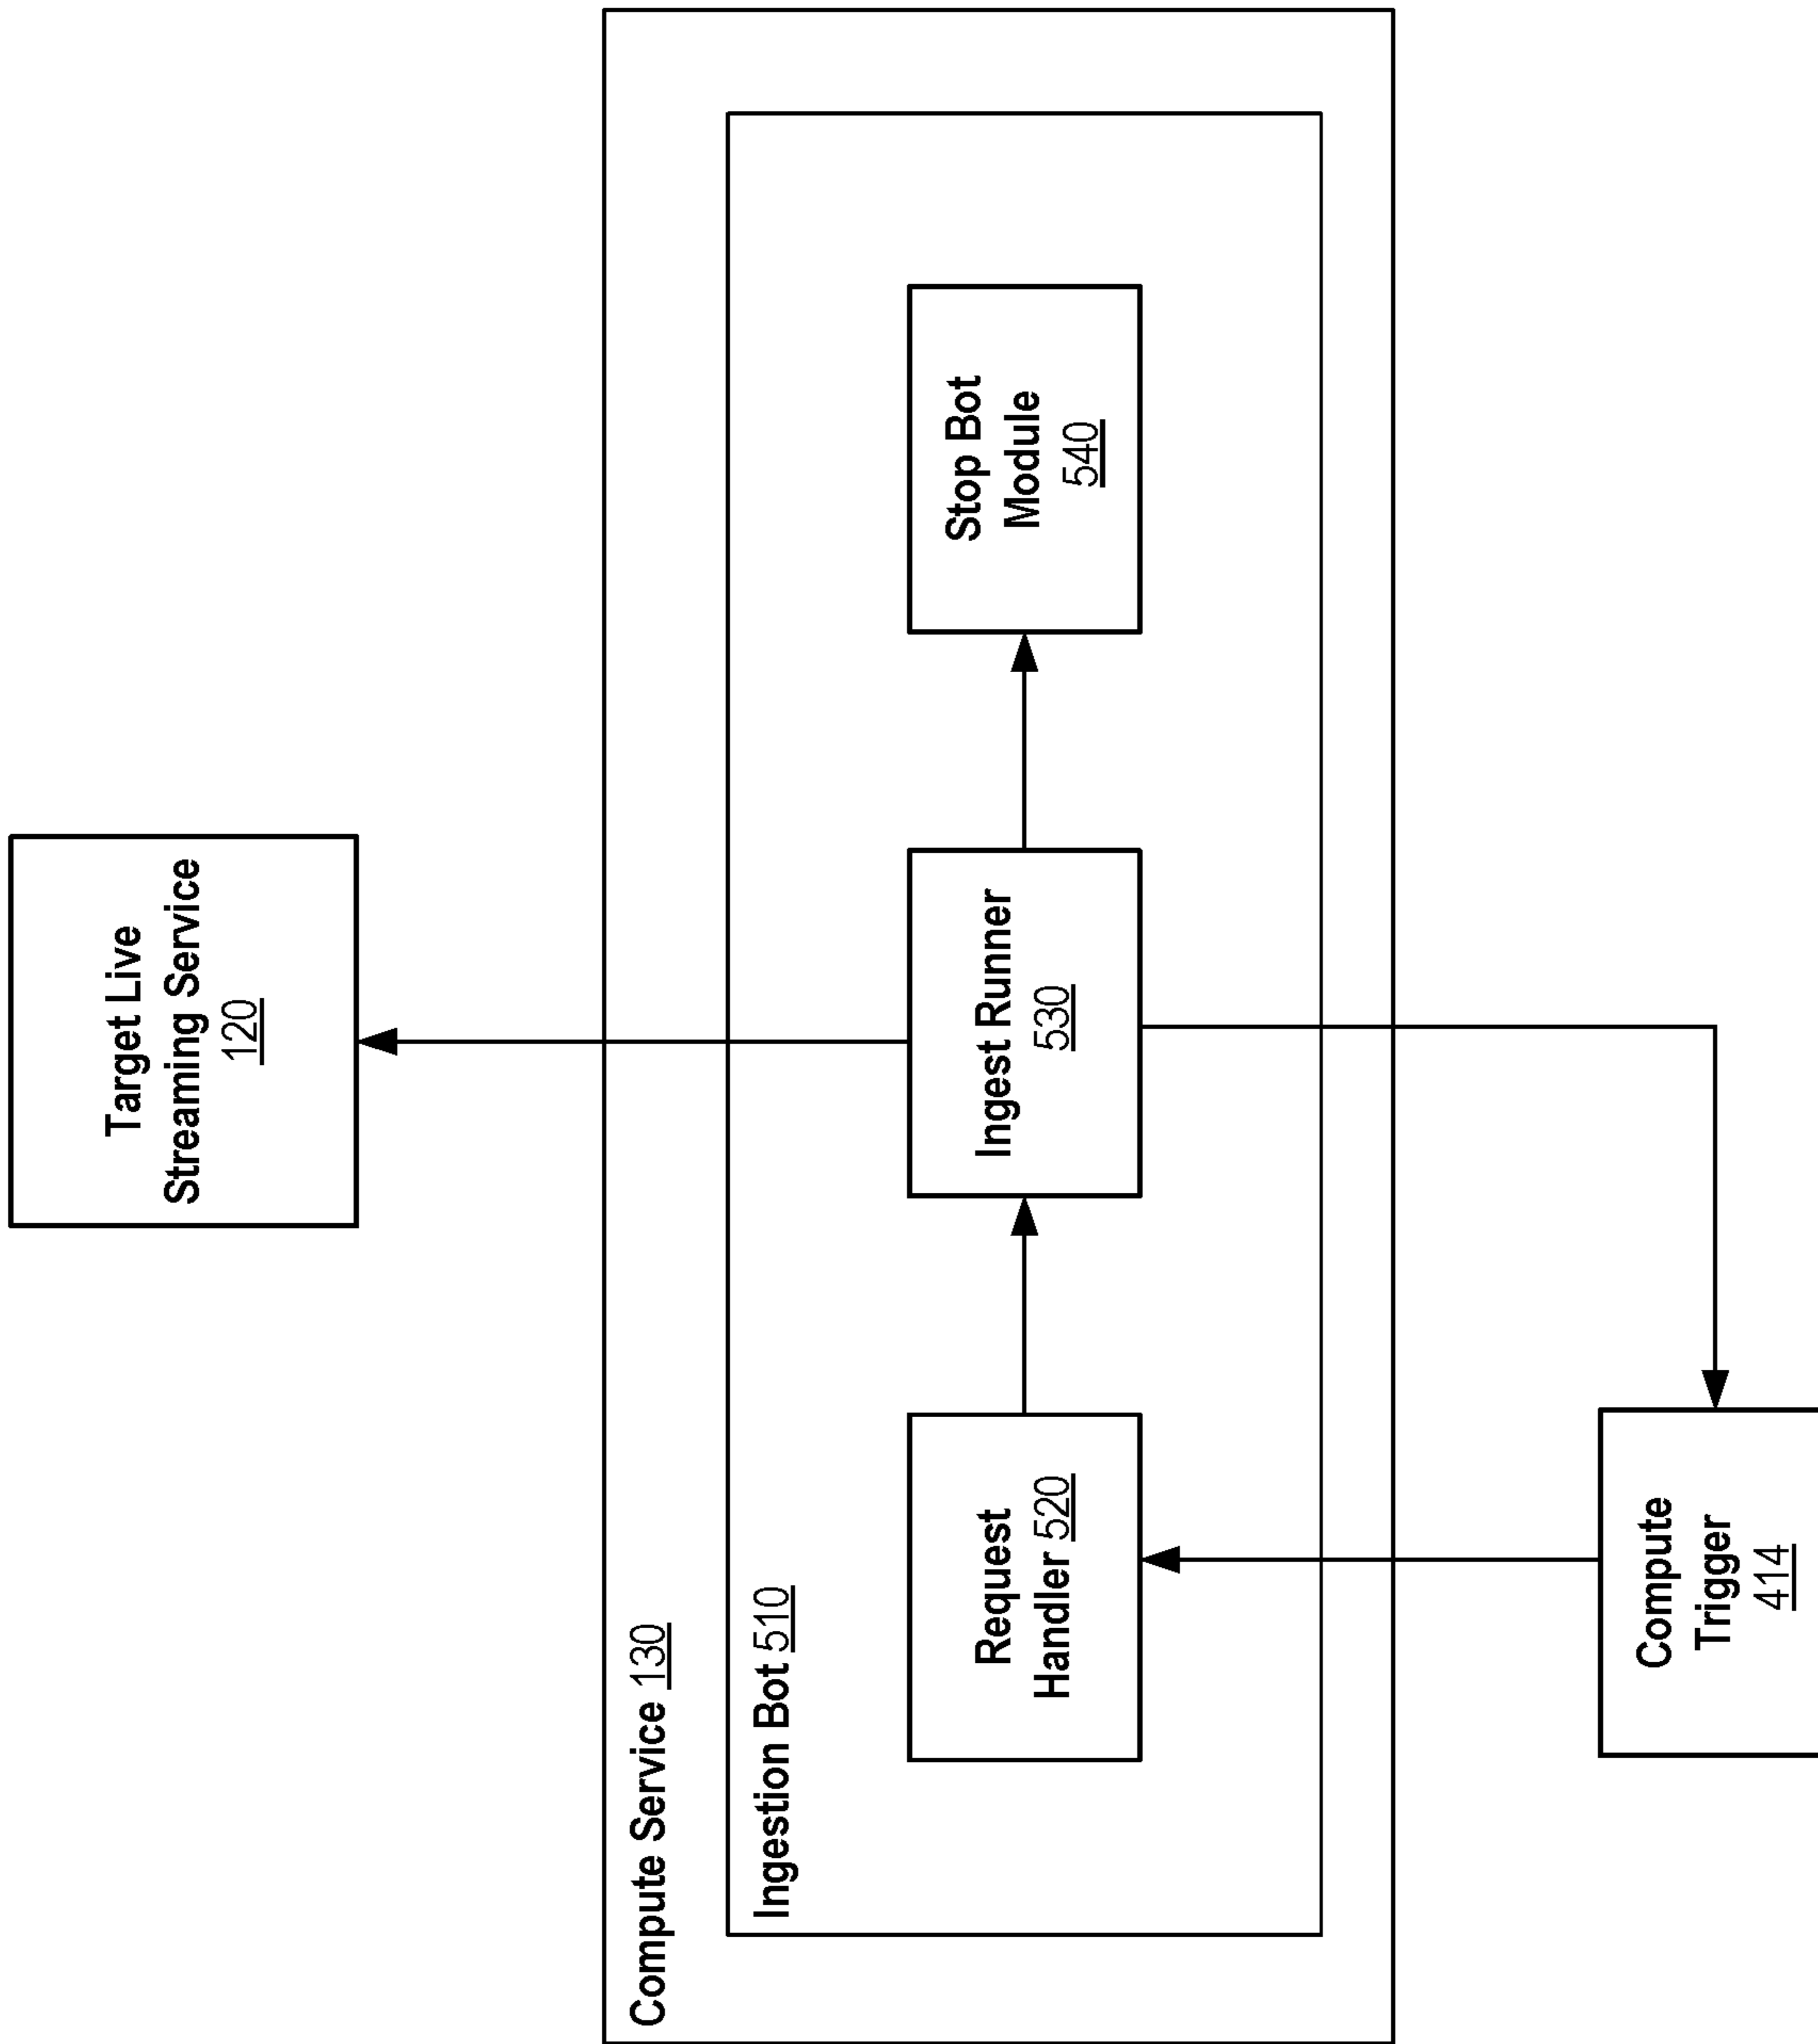 Target Live
Streaming Service
120
Compute Service 130
Ingestion Bot 510
Request
Handler 520
Ingest Runner
530
Stop Bot
Module
540
Compute
Trigger
414